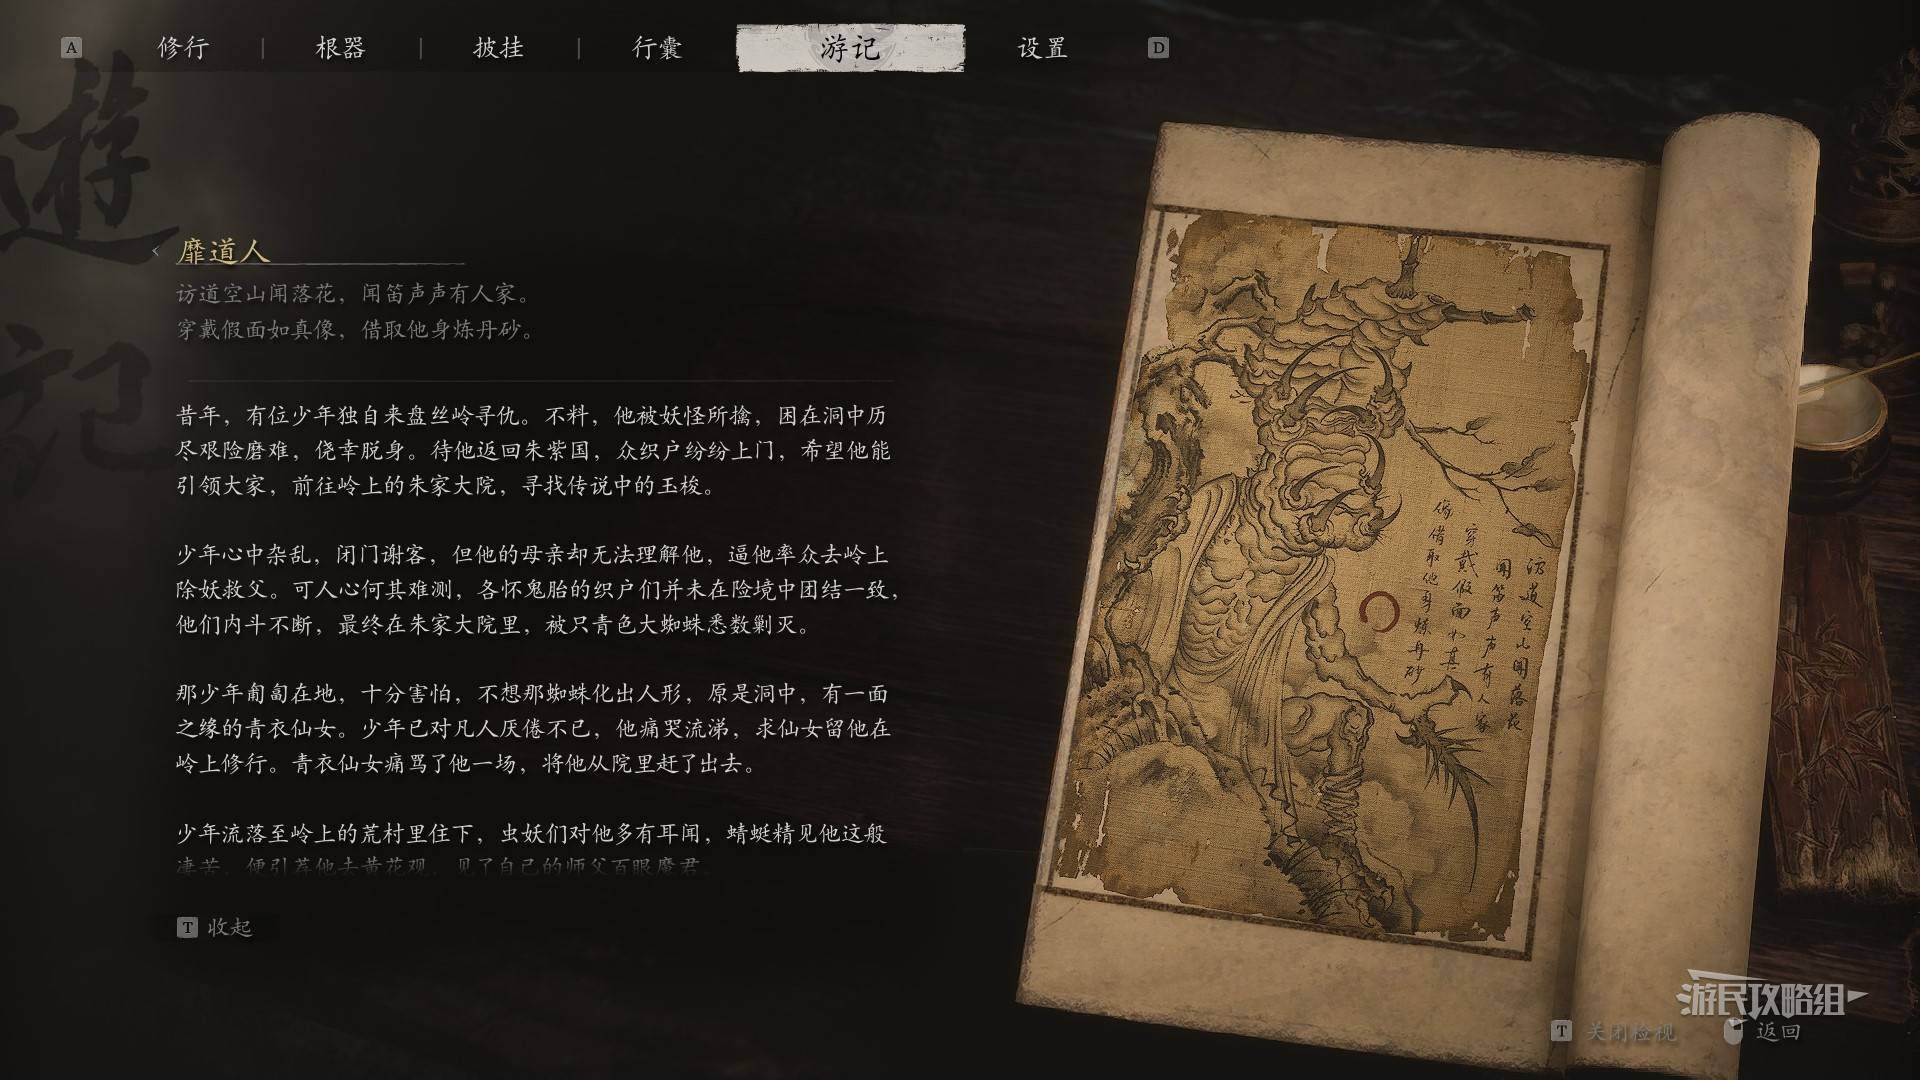 A 修行 | 根器 | 披挂 | 行囊 | 游记 | 设置 D
遊記
靡道人
访道空山闻落花，闻笛声声有人家。
穿戴假面如真像，借取他身炼丹砂。
昔年，有位少年独自来盘丝岭寻仇。不料，他被妖怪所擒，困在洞中历
尽艰险磨难，侥幸脱身。待他返回朱紫国，众织户纷纷上门，希望他能
引领大家，前往岭上的朱家大院，寻找传说中的玉梭。
少年心中杂乱，闭门谢客，但他的母亲却无法理解他，逼他率众去岭上
除妖救父。可人心何其难测，各怀鬼胎的织户们并未在险境中团结一致，
他们内斗不断，最终在朱家大院里，被只青色大蜘蛛悉数剿灭。
那少年匍匐在地，十分害怕，不想那蜘蛛化出人形，原是洞中，有一面
之缘的青衣仙女。少年已对凡人厌倦不已，他痛哭流涕，求仙女留他在
岭上修行。青衣仙女痛骂了他一场，将他从院里赶了出去。
少年流落至岭上的荒村里住下，虫妖们对他多有耳闻，蜻蜓精见他这般
凄苦，便引荐他去黄花观，见了自己的师父百眼魔君。
T 收起
访道空山闻落花
闻笛声声有人家
穿戴假面如真
像借取他身炼丹砂
游民攻略组
T 关闭检视 返回